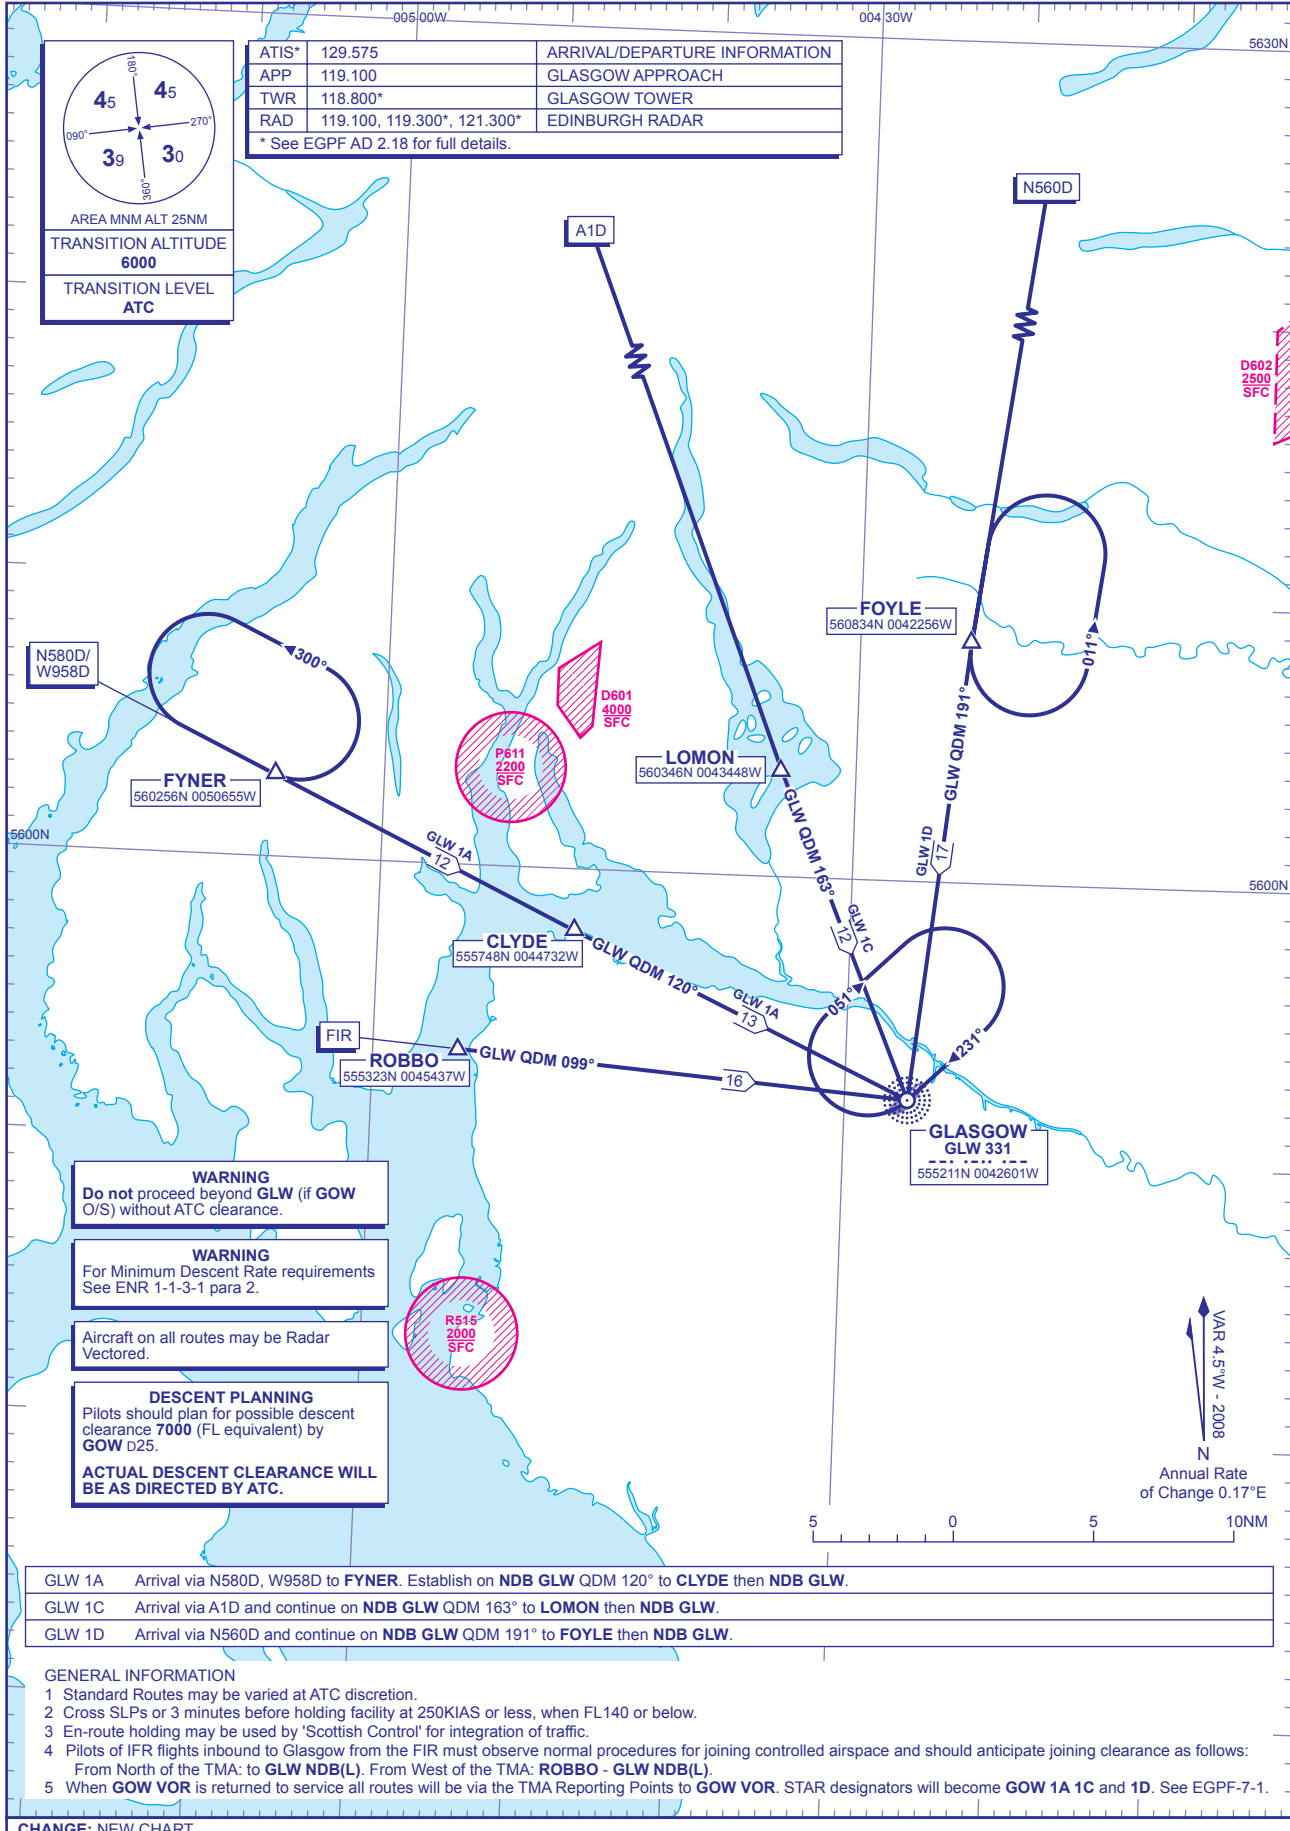 005 00W
004 30W
5630N
180°
45
45
090°
270°
39
30
360°
AREA MNM ALT 25NM
TRANSITION ALTITUDE
6000
TRANSITION LEVEL
ATC
ATIS* 129.575 ARRIVAL/DEPARTURE INFORMATION
APP 119.100 GLASGOW APPROACH
TWR 118.800* GLASGOW TOWER
RAD 119.100, 119.300*, 121.300* EDINBURGH RADAR
* See EGPF AD 2.18 for full details.
N560D
A1D
D602
2500
SFC
FOYLE
560834N 0042256W
011°
N580D/
W958D
300°
D601
4000
SFC
P611
2200
SFC
GLW QDM 191°
LOMON
560346N 0043448W
FYNER
560256N 0050655W
5600N
GLW QDM 163°
GLW 1D
17
GLW 1A
12
5600N
GLW 1C
12
CLYDE
555748N 0044732W
GLW QDM 120°
GLW 1A
13
051°
231°
FIR
ROBBO
555323N 0045437W
GLW QDM 099°
16
GLASGOW
GLW 331
--· ·-·· ·--
555211N 0042601W
WARNING
Do not proceed beyond GLW (if GOW
O/S) without ATC clearance.
WARNING
For Minimum Descent Rate requirements
See ENR 1-1-3-1 para 2.
Aircraft on all routes may be Radar
Vectored.
R515
2000
SFC
DESCENT PLANNING
Pilots should plan for possible descent
clearance 7000 (FL equivalent) by
GOW D25.
ACTUAL DESCENT CLEARANCE WILL
BE AS DIRECTED BY ATC.
VAR 4.5°W - 2008
N
Annual Rate
of Change 0.17°E
5 0 5 10NM
GLW 1A Arrival via N580D, W958D to FYNER. Establish on NDB GLW QDM 120° to CLYDE then NDB GLW.
GLW 1C Arrival via A1D and continue on NDB GLW QDM 163° to LOMON then NDB GLW.
GLW 1D Arrival via N560D and continue on NDB GLW QDM 191° to FOYLE then NDB GLW.
GENERAL INFORMATION
1 Standard Routes may be varied at ATC discretion.
2 Cross SLPs or 3 minutes before holding facility at 250KIAS or less, when FL140 or below.
3 En-route holding may be used by 'Scottish Control' for integration of traffic.
4 Pilots of IFR flights inbound to Glasgow from the FIR must observe normal procedures for joining controlled airspace and should anticipate joining clearance as follows:
From North of the TMA: to GLW NDB(L). From West of the TMA: ROBBO - GLW NDB(L).
5 When GOW VOR is returned to service all routes will be via the TMA Reporting Points to GOW VOR. STAR designators will become GOW 1A 1C and 1D. See EGPF-7-1.
CHANGE: NEW CHART